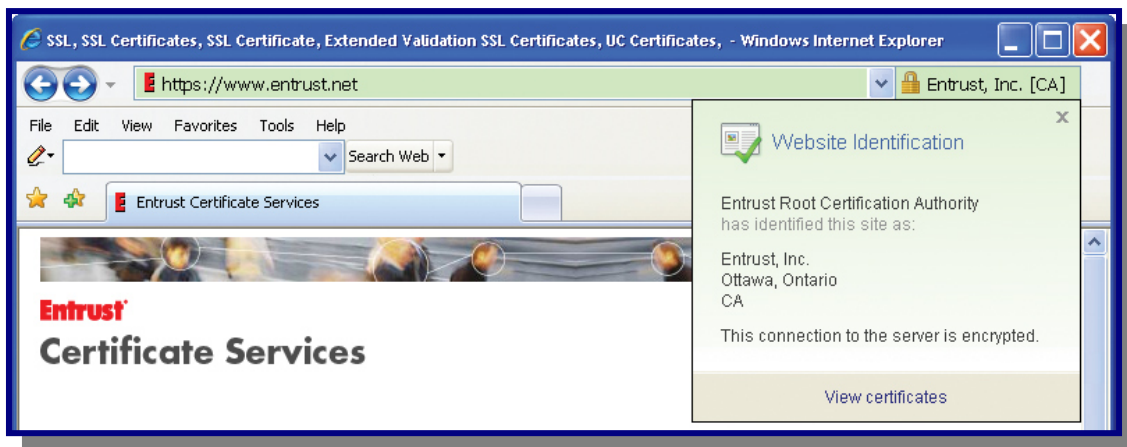 SSL, SSL Certificates, SSL Certificate, Extended Validation SSL Certificates, UC Certificates, - Windows Internet Explorer
https://www.entrust.net
Entrust, Inc. [CA]
File Edit View Favorites Tools Help
Search Web
Entrust Certificate Services
Website Identification
Entrust Root Certification Authority
has identified this site as:
Entrust, Inc.
Ottawa, Ontario
CA
This connection to the server is encrypted.
View certificates
Entrust
Certificate Services